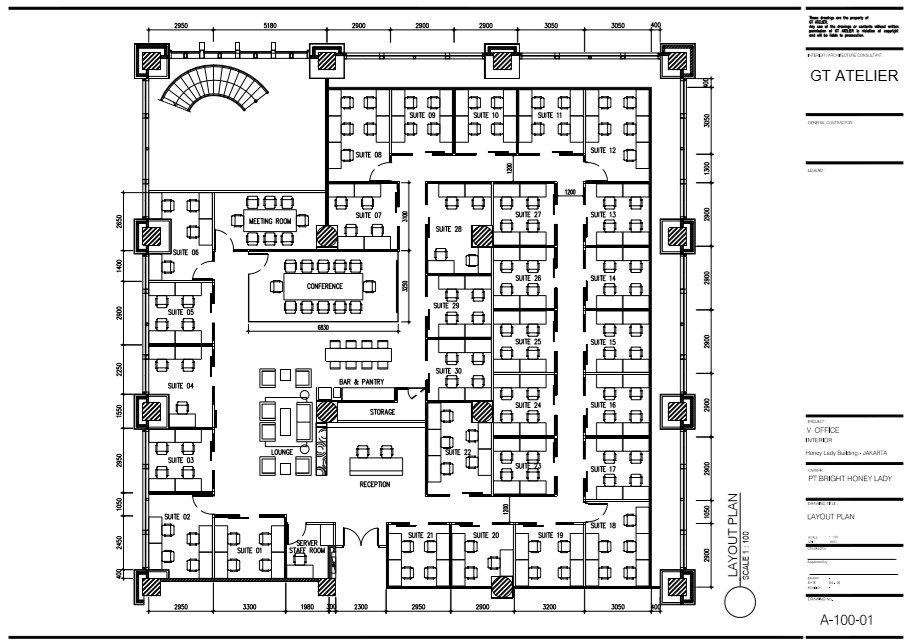 2950 5180 2900 2900 3050 400
These drawings are the property of
GT ATELIER.
Any use of the drawings or contents without written
permission of GT ATELIER is violation of copyright
and will be liable to prosecution.
INTERIOR / ARCHITECTURE CONSULTANT:
GT ATELIER
GENERAL CONTRACTOR
LEGEND
400
3050
1300
2900
2900
2900
2900
2900
1050
2900
SUITE 08
SUITE 09
SUITE 10
SUITE 11
SUITE 12
1200
1200
2650
1400
2900
2250
1550
2950
1050
2450
400
SUITE 06
MEETING ROOM
SUITE 07
3100
SUITE 28
SUITE 27
SUITE 13
CONFERENCE
3250
6830
SUITE 26
SUITE 14
SUITE 05
SUITE 29
SUITE 25
SUITE 15
SUITE 04
BAR & PANTRY
SUITE 30
SUITE 24
SUITE 16
STORAGE
SUITE 03
LOUNGE
SUITE 22
SUITE 23
SUITE 17
RECEPTION
1200
SUITE 02
SUITE 01
SERVER
STAFF ROOM
SUITE 21
SUITE 20
SUITE 19
SUITE 18
2950 3300 1980 300 2300 2950 2900 3200 3050 400
LAYOUT PLAN
SCALE 1 : 100
PROJECT
V OFFICE
INTERIOR
Honey Lady Building - JAKARTA
OWNER
PT BRIGHT HONEY LADY
DRAWING TITLE
LAYOUT PLAN
SCALE
DATE
DRAWING No.
A-100-01